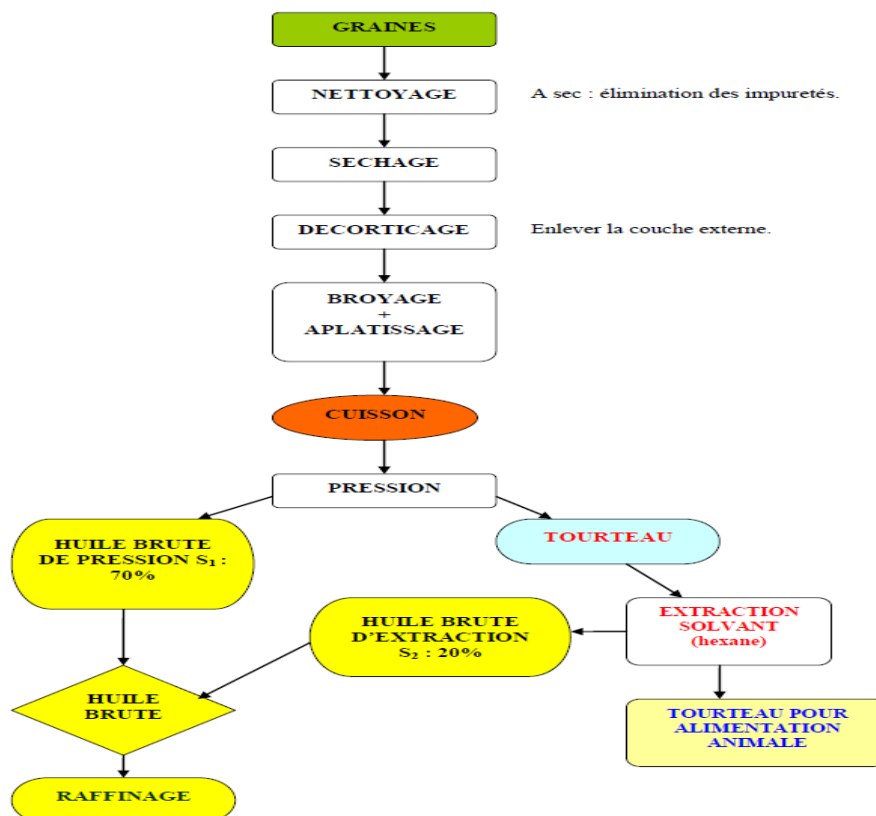 GRAINES
NETTOYAGE
A sec : élimination des impuretés.
SECHAGE
DECORTICAGE
Enlever la couche externe.
BROYAGE
+
APLATISSAGE
CUISSON
PRESSION
HUILE BRUTE
DE PRESSION S₁ :
70%
TOURTEAU
HUILE BRUTE
D'EXTRACTION
S₂ : 20%
EXTRACTION
SOLVANT
(hexane)
HUILE
BRUTE
TOURTEAU POUR
ALIMENTATION
ANIMALE
RAFFINAGE